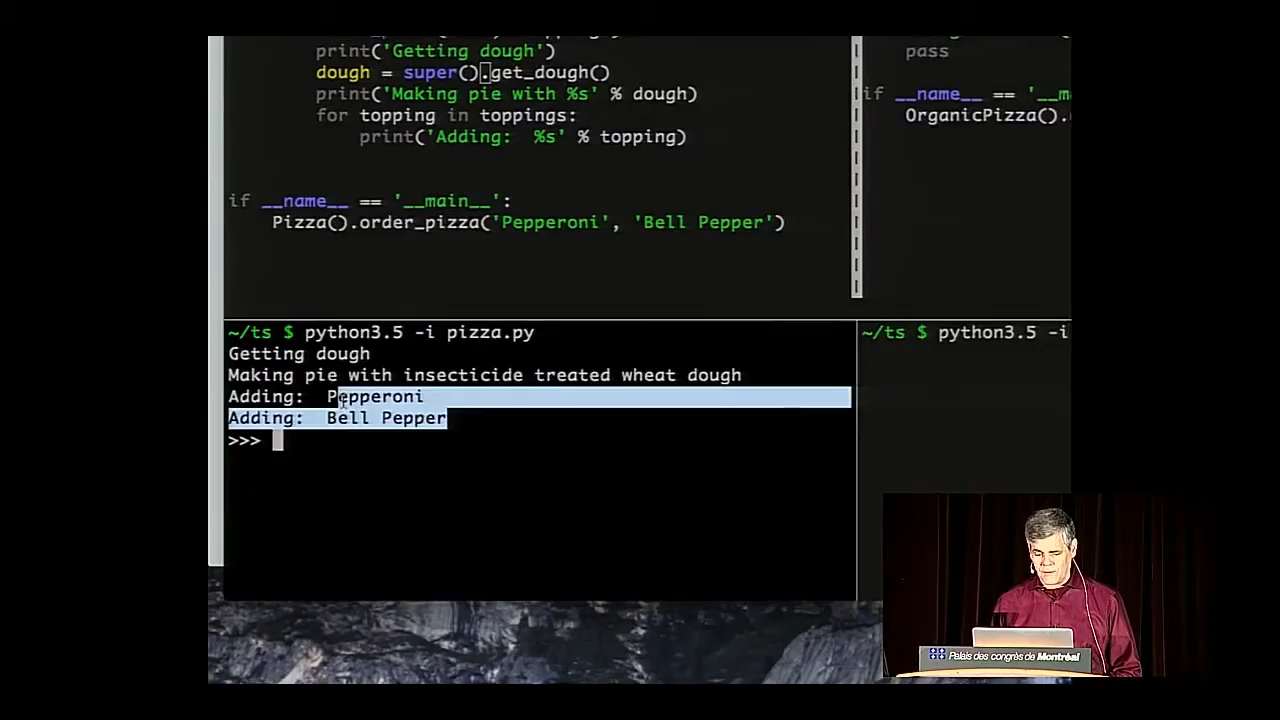 print('Getting dough')
dough = super().get_dough()
print('Making pie with %s' % dough)
for topping in toppings:
print('Adding:  %s' % topping)
if __name__ == '__main__':
Pizza().order_pizza('Pepperoni', 'Bell Pepper')
pass
if __name__ == '__m
OrganicPizza().
~/ts $ python3.5 -i pizza.py
Getting dough
Making pie with insecticide treated wheat dough
Adding:  Pepperoni
Adding:  Bell Pepper
>>>
~/ts $ python3.5 -i
Palais des congrès de Montréal